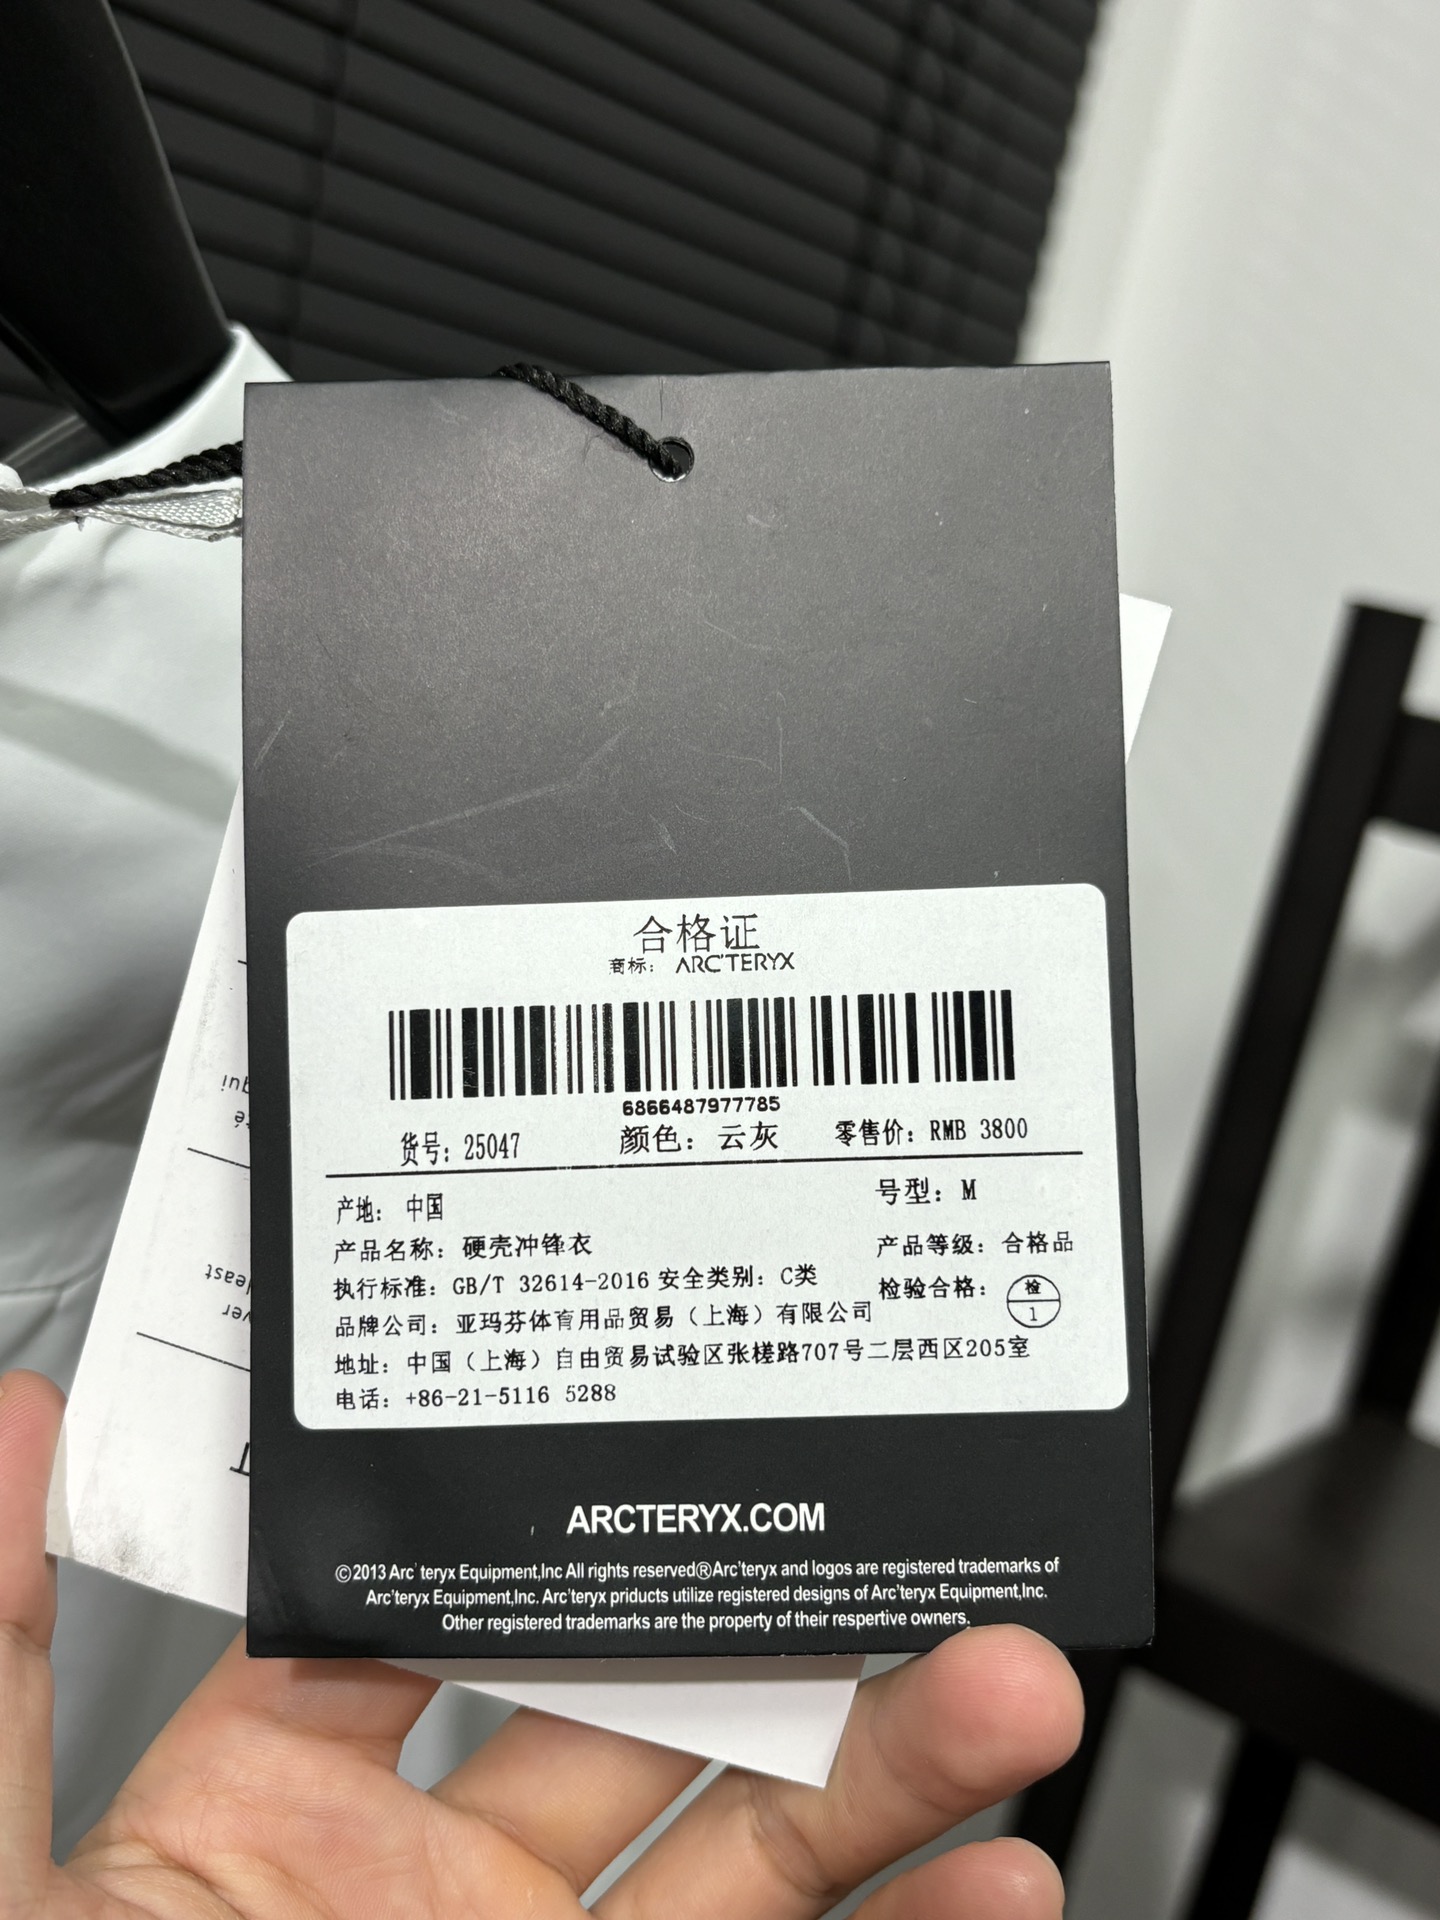 合格证
商标： ARC'TERYX
6866487977785
货号：25047 颜色：云灰 零售价：RMB 3800
产地：中国 号型：M
产品名称：硬壳冲锋衣 产品等级：合格品
执行标准：GB/T 32614-2016 安全类别：C类 检验合格： 检 1
品牌公司：亚玛芬体育用品贸易（上海）有限公司
地址：中国（上海）自由贸易试验区张槎路707号二层西区205室
电话：+86-21-5116 5288
ARCTERYX.COM
©2013 Arc' teryx Equipment,Inc All rights reserved®Arc'teryx and logos are registered trademarks of
Arc'teryx Equipment,Inc. Arc'teryx priducts utilize registered designs of Arc'teryx Equipment,Inc.
Other registered trademarks are the property of their respertive owners.
qui
least
ver